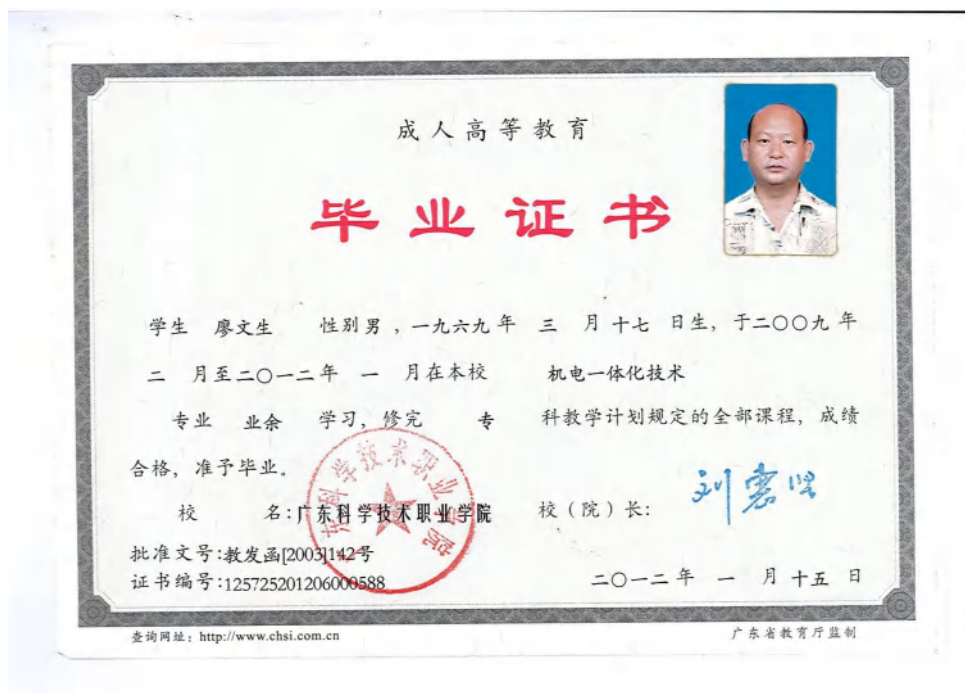 成人高等教育
毕业证书
学生 廖文生 性别 男 ，一九六九年 三 月 十七 日生，于二〇〇九年
二 月至二〇一二年 一 月在本校 机电一体化技术
专业 业余 学习，修完 专 科教学计划规定的全部课程，成绩
合格，准予毕业。
校 名：广东科学技术职业学院 校（院）长：
批准文号：教发函[2003]142号
证书编号：125725201206000588 二〇一二年 一 月 十五 日
查询网址：http://www.chsi.com.cn 广东省教育厅监制